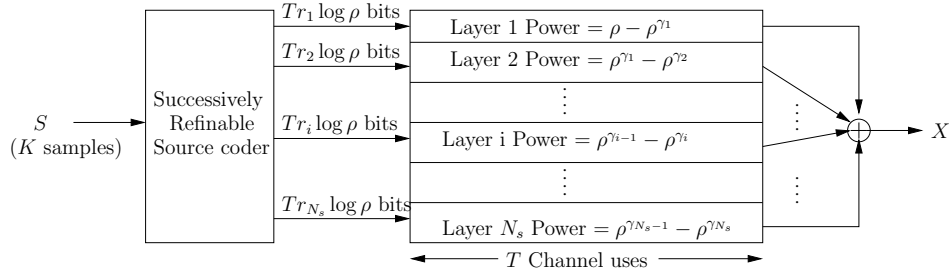 S
(K samples)
Successively
Refinable
Source coder
Tr₁ log ρ bits
Tr₂ log ρ bits
Trᵢ log ρ bits
Tr_{N_s} log ρ bits
Layer 1 Power = ρ − ρ^{γ₁}
Layer 2 Power = ρ^{γ₁} − ρ^{γ₂}
Layer i Power = ρ^{γ_{i−1}} − ρ^{γ_i}
Layer N_s Power = ρ^{γ_{N_s−1}} − ρ^{γ_{N_s}}
T Channel uses
X